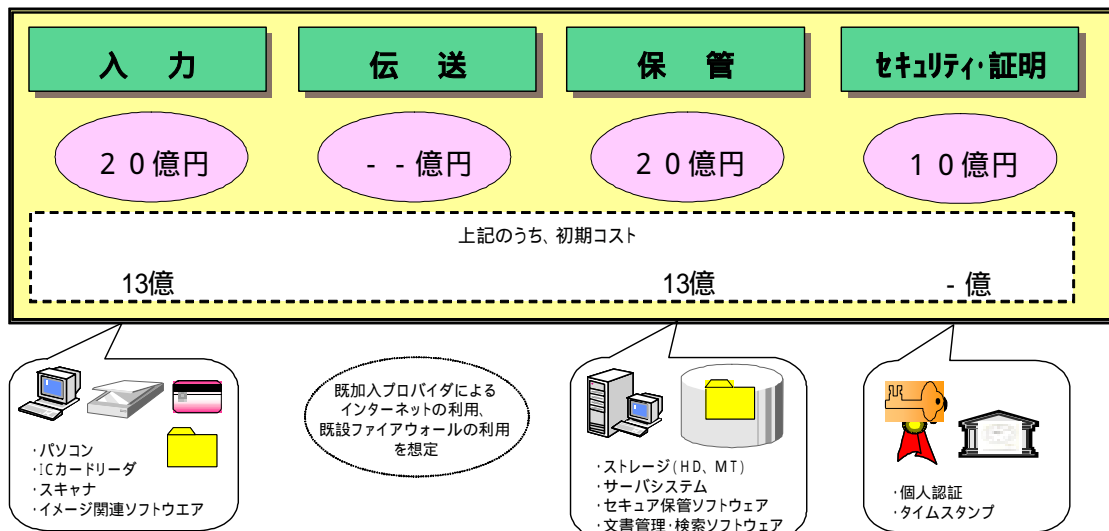 入 力
伝 送
保 管
セキュリティ・証明
20億円
- - 億円
20億円
10億円
上記のうち、初期コスト
13億
13億
- 億
・パソコン
・ICカードリーダ
・スキャナ
・イメージ関連ソフトウエア
既加入プロバイダによる
インターネットの利用、
既設ファイアウォールの利用
を想定
・ストレージ(HD、MT)
・サーバシステム
・セキュア保管ソフトウェア
・文書管理・検索ソフトウェア
・個人認証
・タイムスタンプ